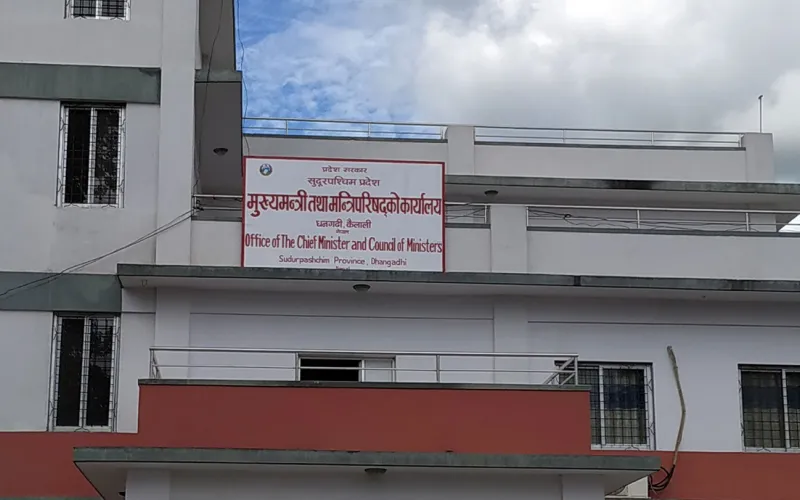 प्रदेश सरकार
सुदूरपश्चिम प्रदेश
मुख्यमन्त्री तथा मन्त्रिपरिषद्को कार्यालय
धनगढी, कैलाली
नेपाल
Office of The Chief Minister and Council of Ministers
Sudurpashchim Province, Dhangadhi